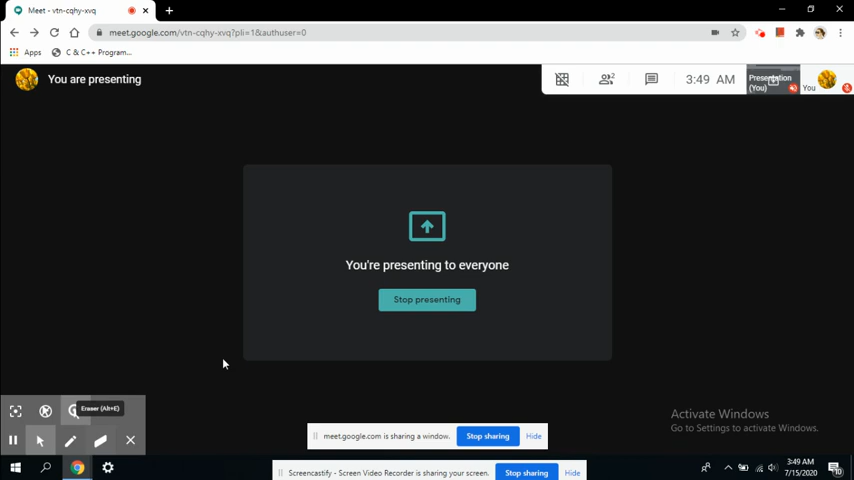 Meet - vtn-cqhy-xvq
meet.google.com/vtn-cqhy-xvq?pli=1&authuser=0
Apps
C & C++ Program...
You are presenting
2
3:49 AM
Presentation
(You)
You
You're presenting to everyone
Stop presenting
Eraser (Alt+E)
Activate Windows
Go to Settings to activate Windows.
meet.google.com is sharing a window.
Stop sharing
Hide
Screencastify - Screen Video Recorder is sharing your screen.
Stop sharing
Hide
3:49 AM
7/15/2020
10